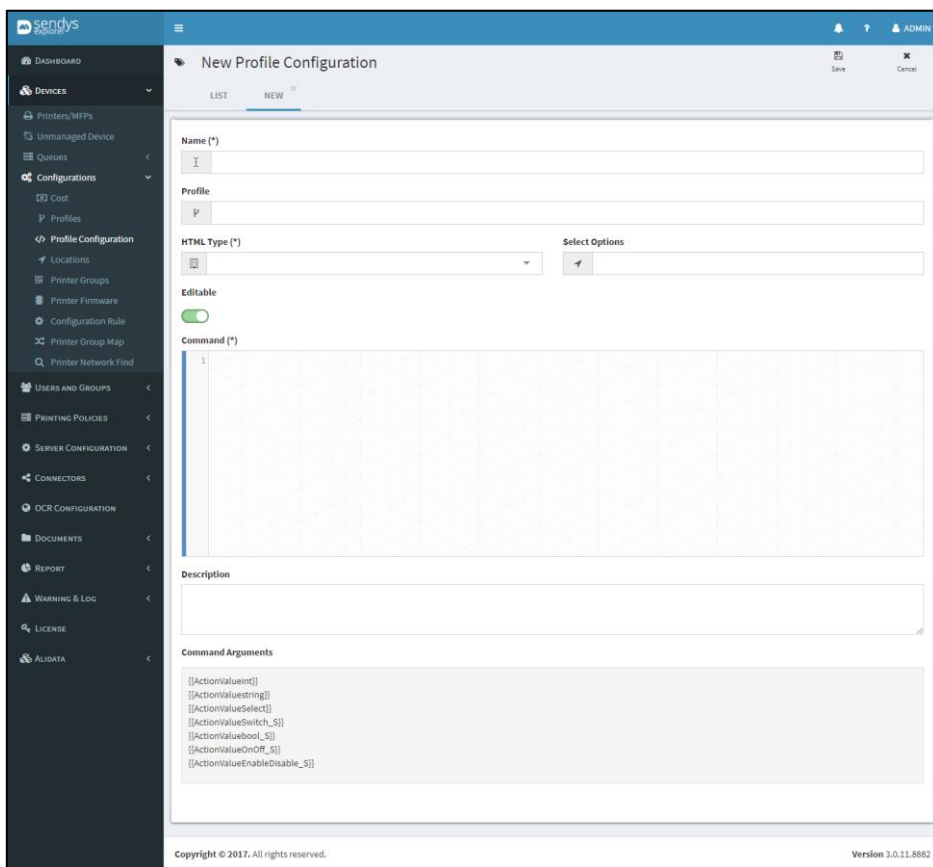 sendys
explorer
ADMIN
DASHBOARD
New Profile Configuration
Save
Cancel
DEVICES
LIST
NEW
Printers/MFPs
Unmanaged Device
Name (*)
Queues
Configurations
Cost
Profile
Profiles
Profile Configuration
HTML Type (*)
Select Options
Locations
Printer Groups
Editable
Printer Firmware
Configuration Rule
Command (*)
Printer Group Map
1
Printer Network Find
USERS AND GROUPS
PRINTING POLICIES
SERVER CONFIGURATION
CONNECTORS
OCR CONFIGURATION
DOCUMENTS
REPORT
Description
WARNING & LOG
LICENSE
Command Arguments
ALIDATA
{{ActionValueint}}
{{ActionValuestring}}
{{ActionValueSelect}}
{{ActionValueSwitch_S}}
{{ActionValuebool_S}}
{{ActionValueOnOff_S}}
{{ActionValueEnableDisable_S}}
Copyright © 2017. All rights reserved.
Version 3.0.11.8882